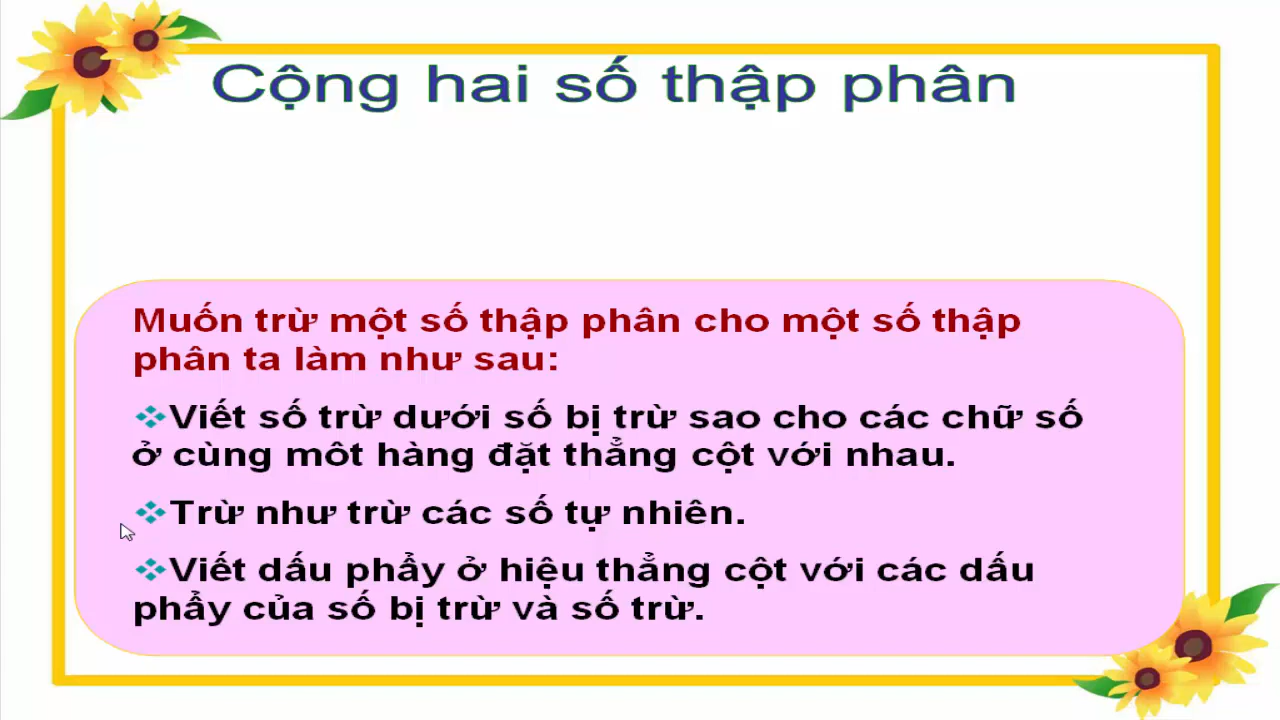 Cộng hai số thập phân
Muốn trừ một số thập phân cho một số thập
phân ta làm như sau:
❖Viết số trừ dưới số bị trừ sao cho các chữ số
ở cùng môt hàng đặt thẳng cột với nhau.
❖Trừ như trừ các số tự nhiên.
❖Viết dấu phẩy ở hiệu thẳng cột với các dấu
phẩy của số bị trừ và số trừ.